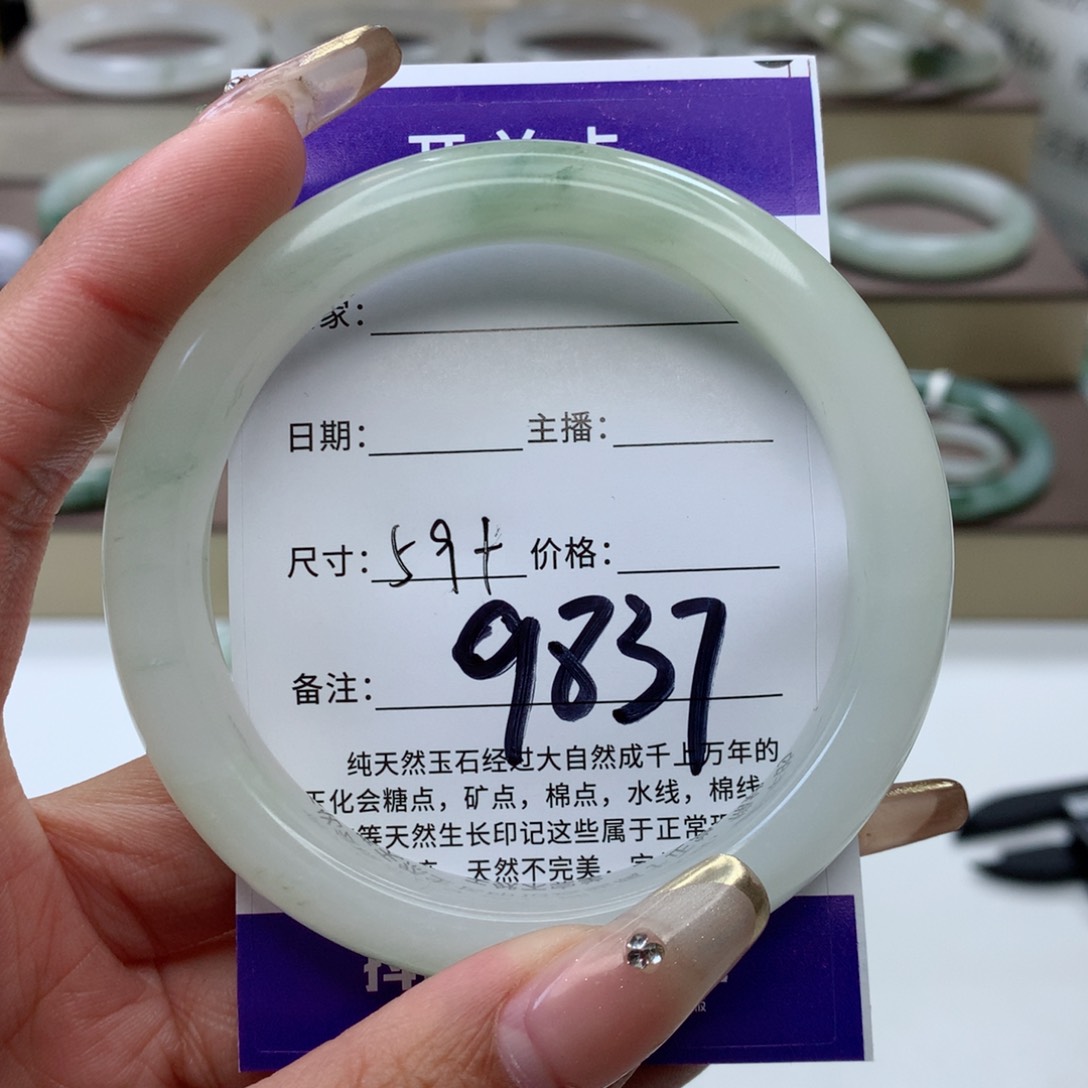 家：
日期： 主播：
尺寸：59+ 价格：
9837
备注：
纯天然玉石经过大自然成千上万年的
化会糖点，矿点，棉点，水线，棉线
等天然生长印记这些属于正常
天然不完美